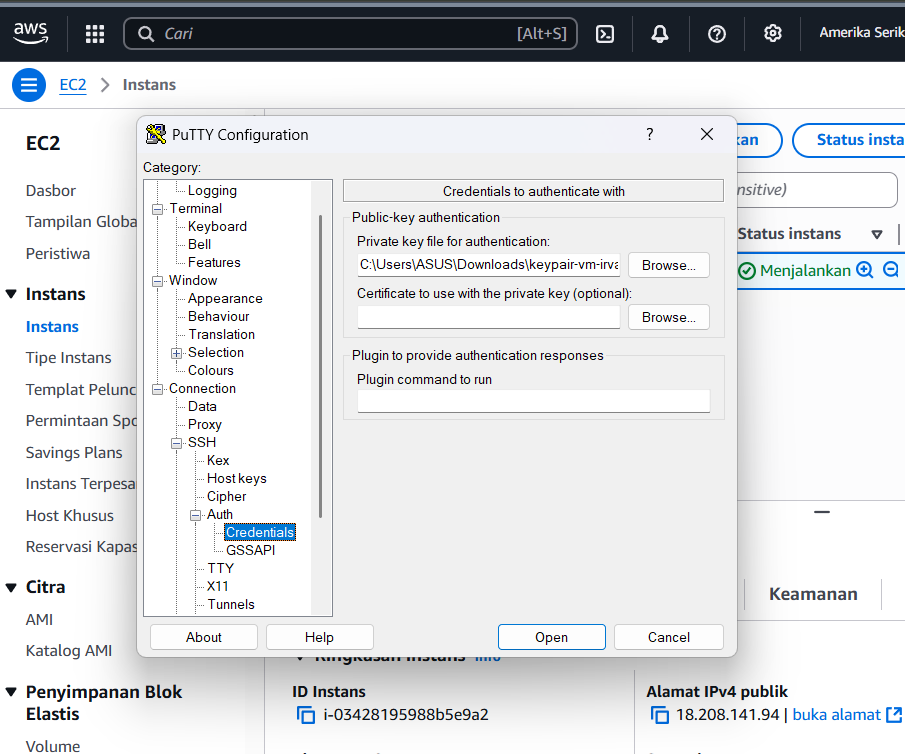 aws
Cari
[Alt+S]
Amerika Serik
EC2
Instans
EC2
Dasbor
Tampilan Globa
Peristiwa
Instans
Instans
Tipe Instans
Templat Pelunc
Permintaan Spo
Savings Plans
Instans Terpesa
Host Khusus
Reservasi Kapas
Citra
AMI
Katalog AMI
Penyimpanan Blok
Elastis
Volume
PuTTY Configuration
?
Category:
Logging
Terminal
Keyboard
Bell
Features
Window
Appearance
Behaviour
Translation
Selection
Colours
Connection
Data
Proxy
SSH
Kex
Host keys
Cipher
Auth
Credentials
GSSAPI
TTY
X11
Tunnels
Credentials to authenticate with
Public-key authentication
Private key file for authentication:
C:\Users\ASUS\Downloads\keypair-vm-irva
Browse...
Certificate to use with the private key (optional):
Browse...
Plugin to provide authentication responses
Plugin command to run
About
Help
Open
Cancel
kan
Status insta
nsitive)
Status instans
Menjalankan
Keamanan
Ringkasan instans Info
ID Instans
i-03428195988b5e9a2
Alamat IPv4 publik
18.208.141.94 | buka alamat